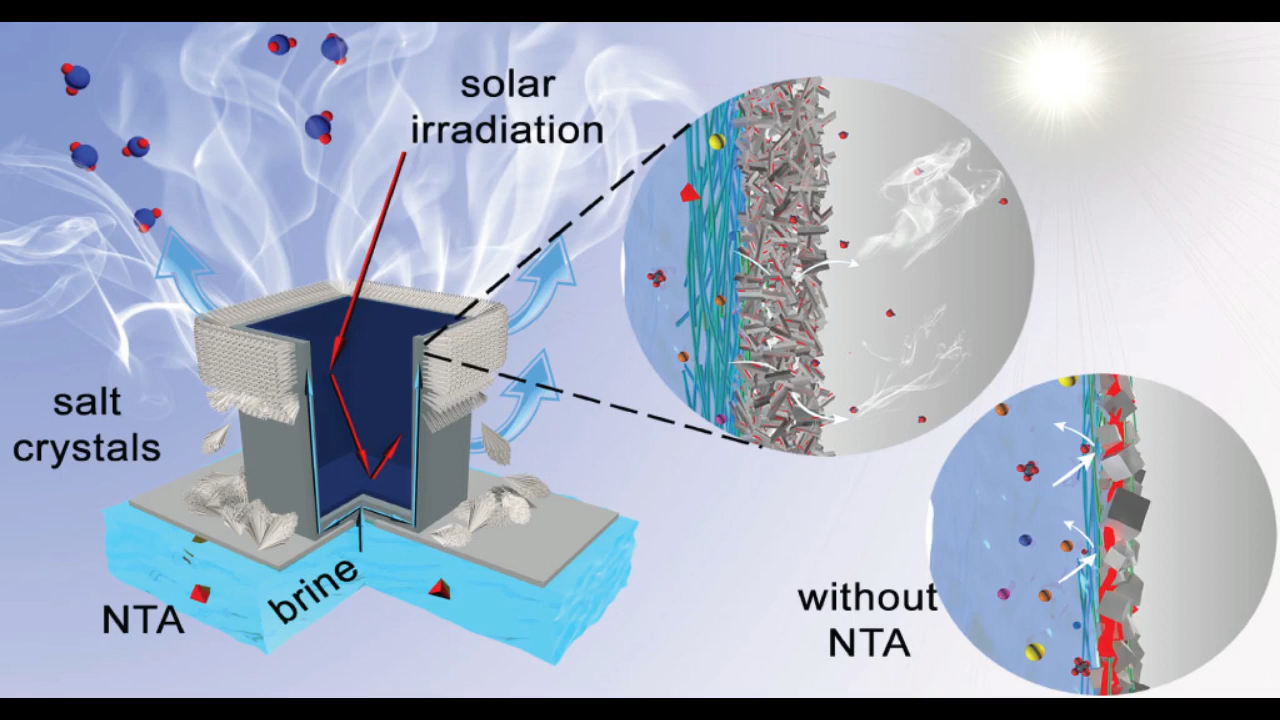 solar
irradiation
salt
crystals
NTA
brine
without
NTA